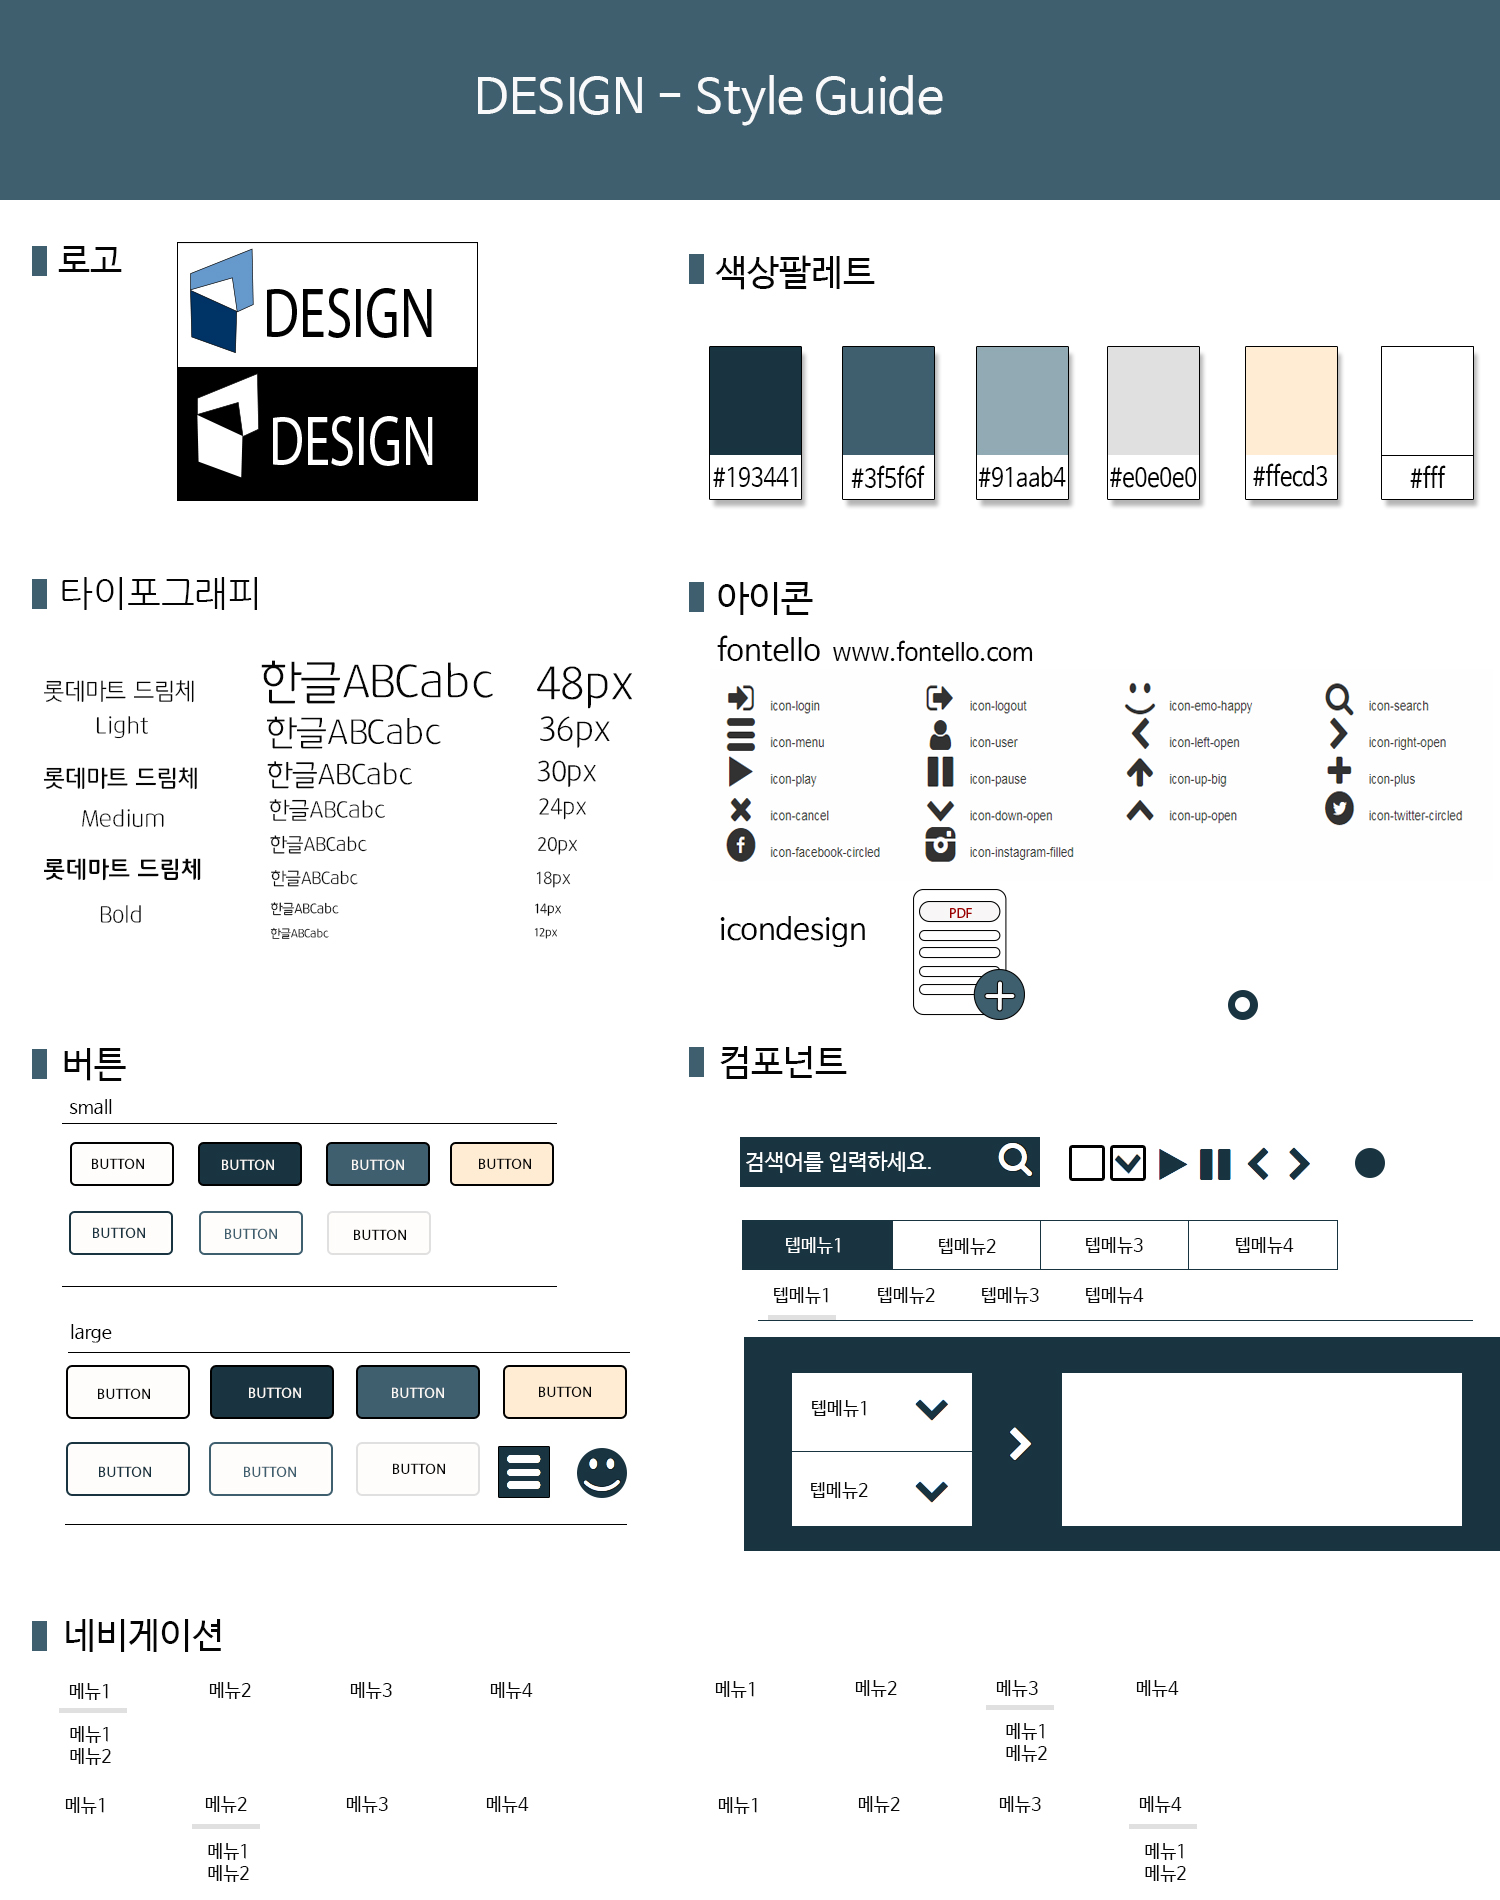 DESIGN - Style Guide
로고
DESIGN
DESIGN
색상팔레트
#193441
#3f5f6f
#91aab4
#e0e0e0
#ffecd3
#fff
타이포그래피
롯데마트 드림체
Light
롯데마트 드림체
Medium
롯데마트 드림체
Bold
한글ABCabc 48px
한글ABCabc 36px
한글ABCabc 30px
한글ABCabc 24px
한글ABCabc 20px
한글ABCabc 18px
한글ABCabc 14px
한글ABCabc 12px
아이콘
fontello www.fontello.com
icon-login icon-logout icon-emo-happy icon-search
icon-menu icon-user icon-left-open icon-right-open
icon-play icon-pause icon-up-big icon-plus
icon-cancel icon-down-open icon-up-open icon-twitter-circled
icon-facebook-circled icon-instagram-filled
icondesign
PDF
버튼
small
BUTTON BUTTON BUTTON BUTTON
BUTTON BUTTON BUTTON
large
BUTTON BUTTON BUTTON BUTTON
BUTTON BUTTON BUTTON
컴포넌트
검색어를 입력하세요.
텝메뉴1 텝메뉴2 텝메뉴3 텝메뉴4
텝메뉴1 텝메뉴2 텝메뉴3 텝메뉴4
텝메뉴1
텝메뉴2
네비게이션
메뉴1 메뉴2 메뉴3 메뉴4
메뉴1
메뉴2
메뉴1 메뉴2 메뉴3 메뉴4
메뉴1
메뉴2
메뉴1 메뉴2 메뉴3 메뉴4
메뉴1
메뉴2
메뉴1 메뉴2 메뉴3 메뉴4
메뉴1
메뉴2